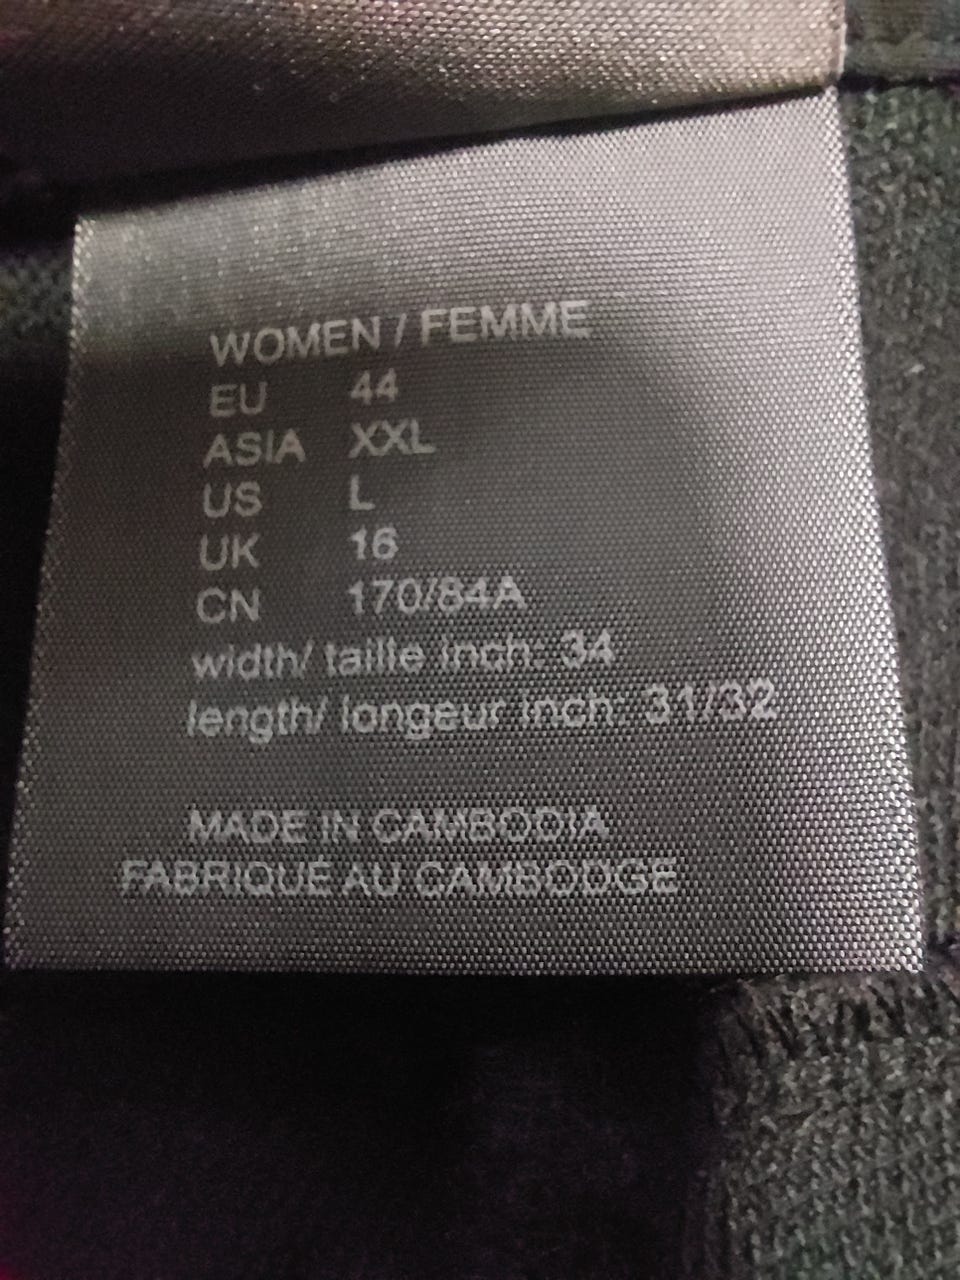 WOMEN / FEMME
EU 44
ASIA XXL
US L
UK 16
CN 170/84A
width/ taille inch: 34
length/ longeur inch: 31/32
MADE IN CAMBODIA
FABRIQUÉ AU CAMBODGE